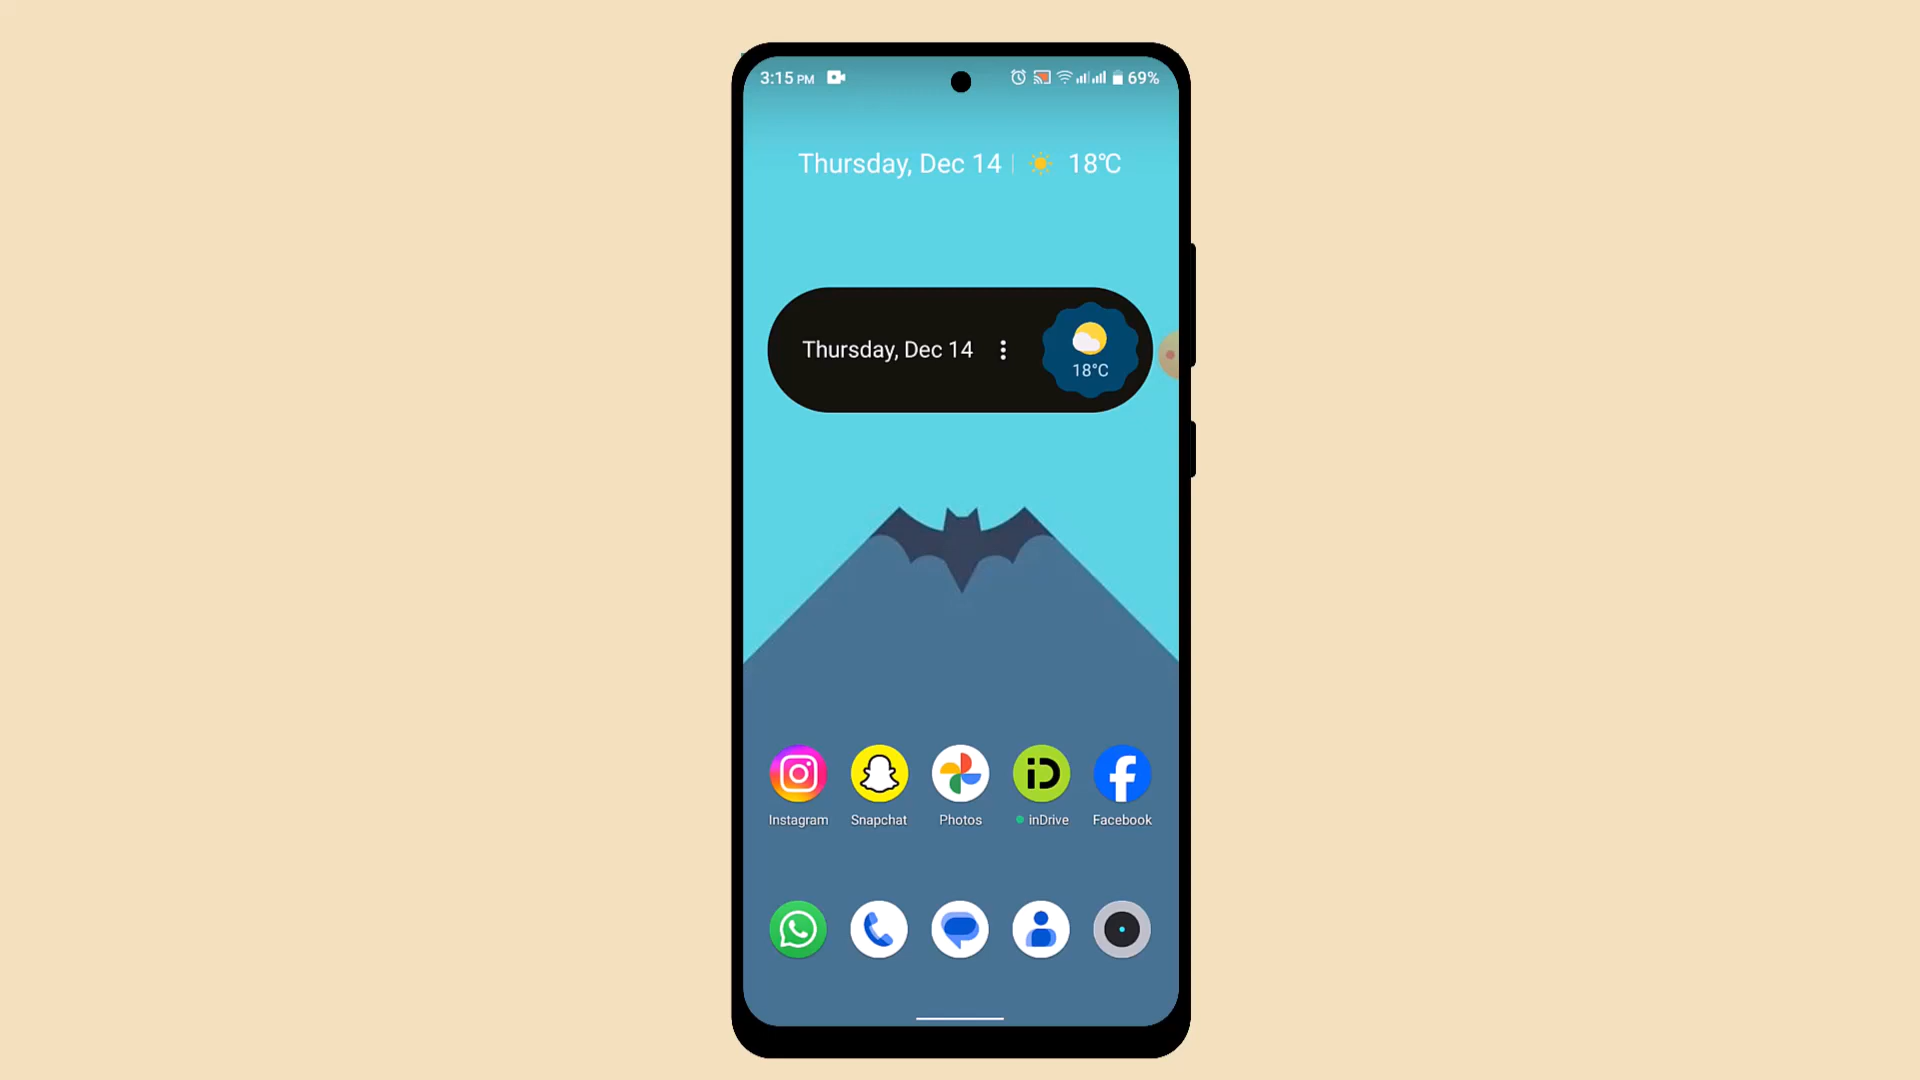 3:15 PM 69%
Thursday, Dec 14 18°C
Thursday, Dec 14
18°C
Instagram Snapchat Photos inDrive Facebook